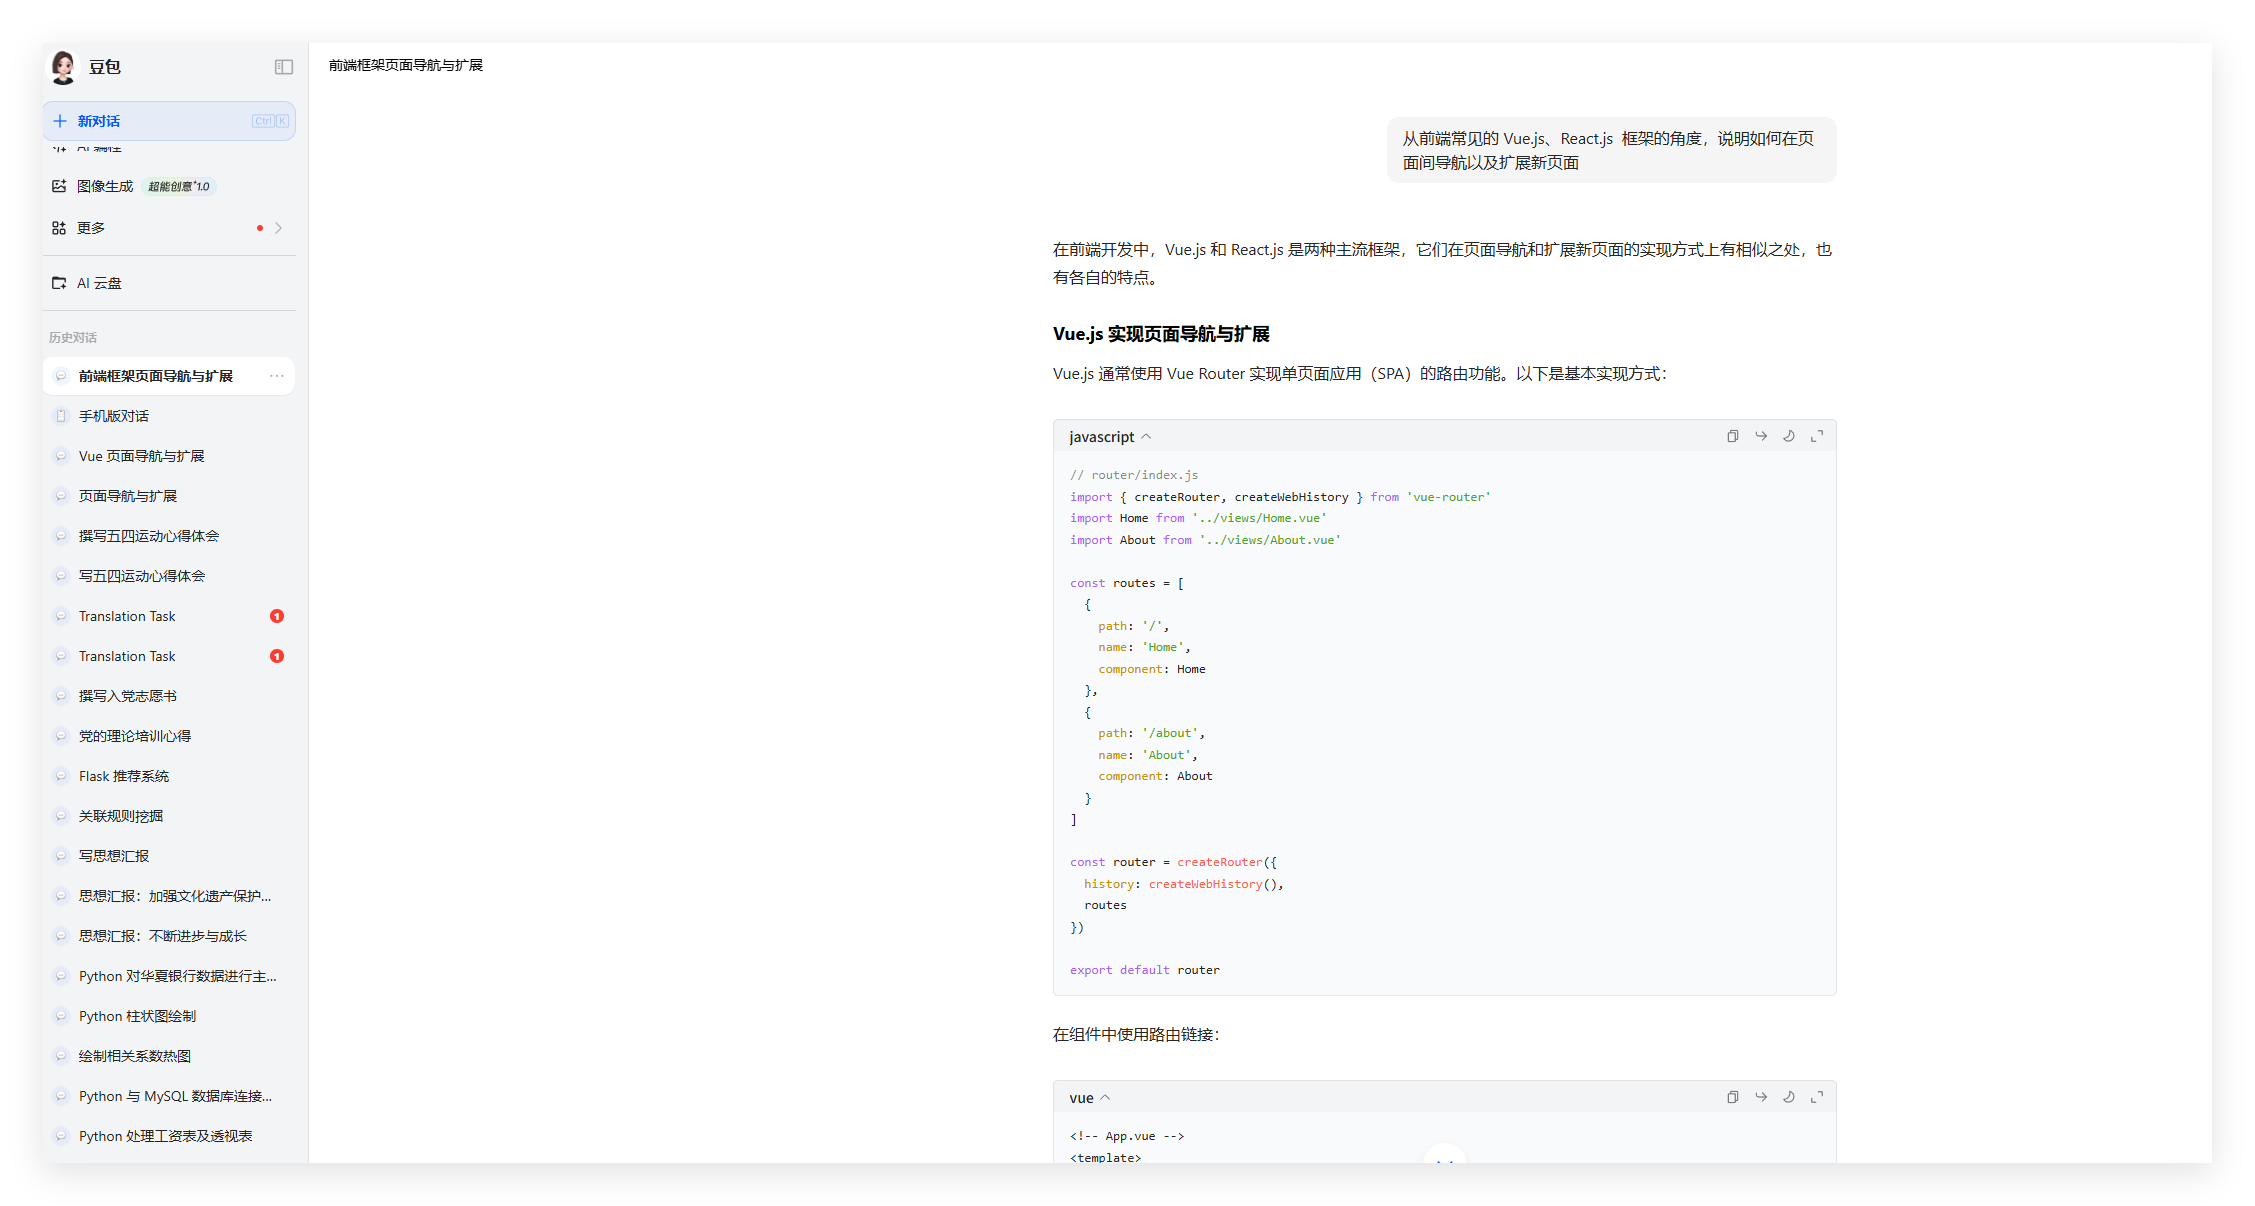 豆包
新对话 Ctrl K
AI 编程
图像生成 超能创意1.0
更多
AI 云盘
历史对话
前端框架页面导航与扩展
手机版对话
Vue 页面导航与扩展
页面导航与扩展
撰写五四运动心得体会
写五四运动心得体会
Translation Task 1
Translation Task 1
撰写入党志愿书
党的理论培训心得
Flask 推荐系统
关联规则挖掘
写思想汇报
思想汇报：加强文化遗产保护...
思想汇报：不断进步与成长
Python 对华夏银行数据进行主...
Python 柱状图绘制
绘制相关系数热图
Python 与 MySQL 数据库连接...
Python 处理工资表及透视表
前端框架页面导航与扩展
从前端常见的 Vue.js、React.js  框架的角度，说明如何在页
面间导航以及扩展新页面
在前端开发中，Vue.js 和 React.js 是两种主流框架，它们在页面导航和扩展新页面的实现方式上有相似之处，也
有各自的特点。
Vue.js 实现页面导航与扩展
Vue.js 通常使用 Vue Router 实现单页面应用（SPA）的路由功能。以下是基本实现方式：
javascript
// router/index.js
import { createRouter, createWebHistory } from 'vue-router'
import Home from '../views/Home.vue'
import About from '../views/About.vue'
const routes = [
  {
    path: '/',
    name: 'Home',
    component: Home
  },
  {
    path: '/about',
    name: 'About',
    component: About
  }
]
const router = createRouter({
  history: createWebHistory(),
  routes
})
export default router
在组件中使用路由链接：
vue
<!-- App.vue -->
<template>